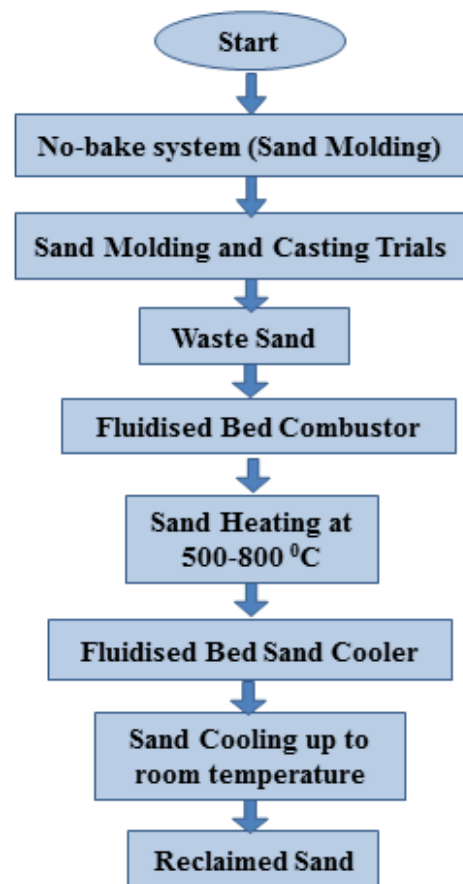 Start
No-bake system (Sand Molding)
Sand Molding and Casting Trials
Waste Sand
Fluidised Bed Combustor
Sand Heating at
500-800 ⁰C
Fluidised Bed Sand Cooler
Sand Cooling up to
room temperature
Reclaimed Sand